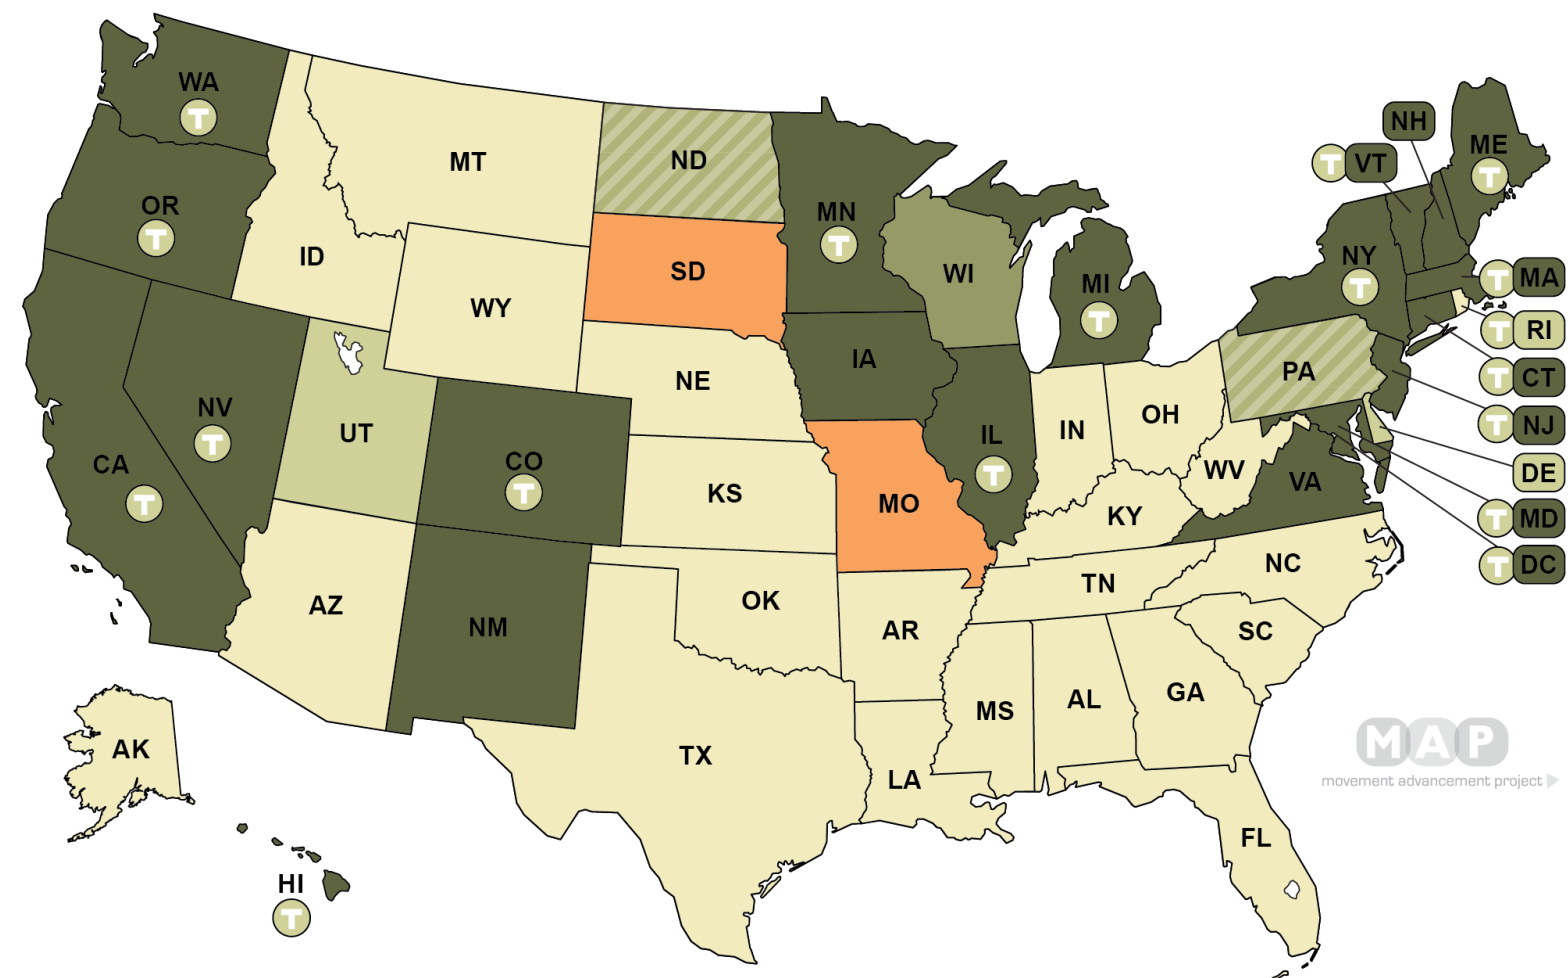 WA
T
MT
ND
NH
ME
T
T VT
OR
T
MN
T
ID
SD
WI
MI
T
NY
T
T MA
WY
T RI
IA
PA
T CT
NE
NV
T
UT
CO
T
IL
T
IN
OH
T NJ
CA
T
KS
MO
WV
VA
DE
KY
T MD
NC
T DC
TN
AZ
NM
OK
AR
SC
MS
AL
GA
AK
TX
LA
MAP
movement advancement project
FL
HI
T